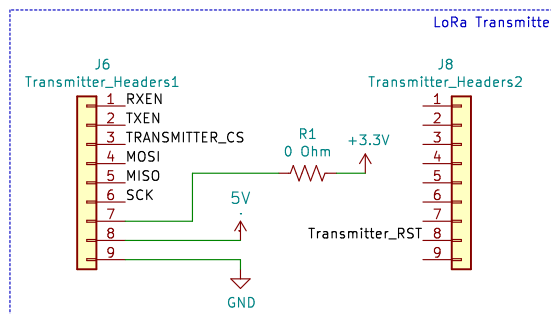 LoRa Transmitte
J6
Transmitter_Headers1
1 RXEN
2 TXEN
3 TRANSMITTER_CS
4 MOSI
5 MISO
6 SCK
7
8
9
R1
0 Ohm
+3.3V
5V
GND
J8
Transmitter_Headers2
1
2
3
4
5
6
7
Transmitter_RST 8
9